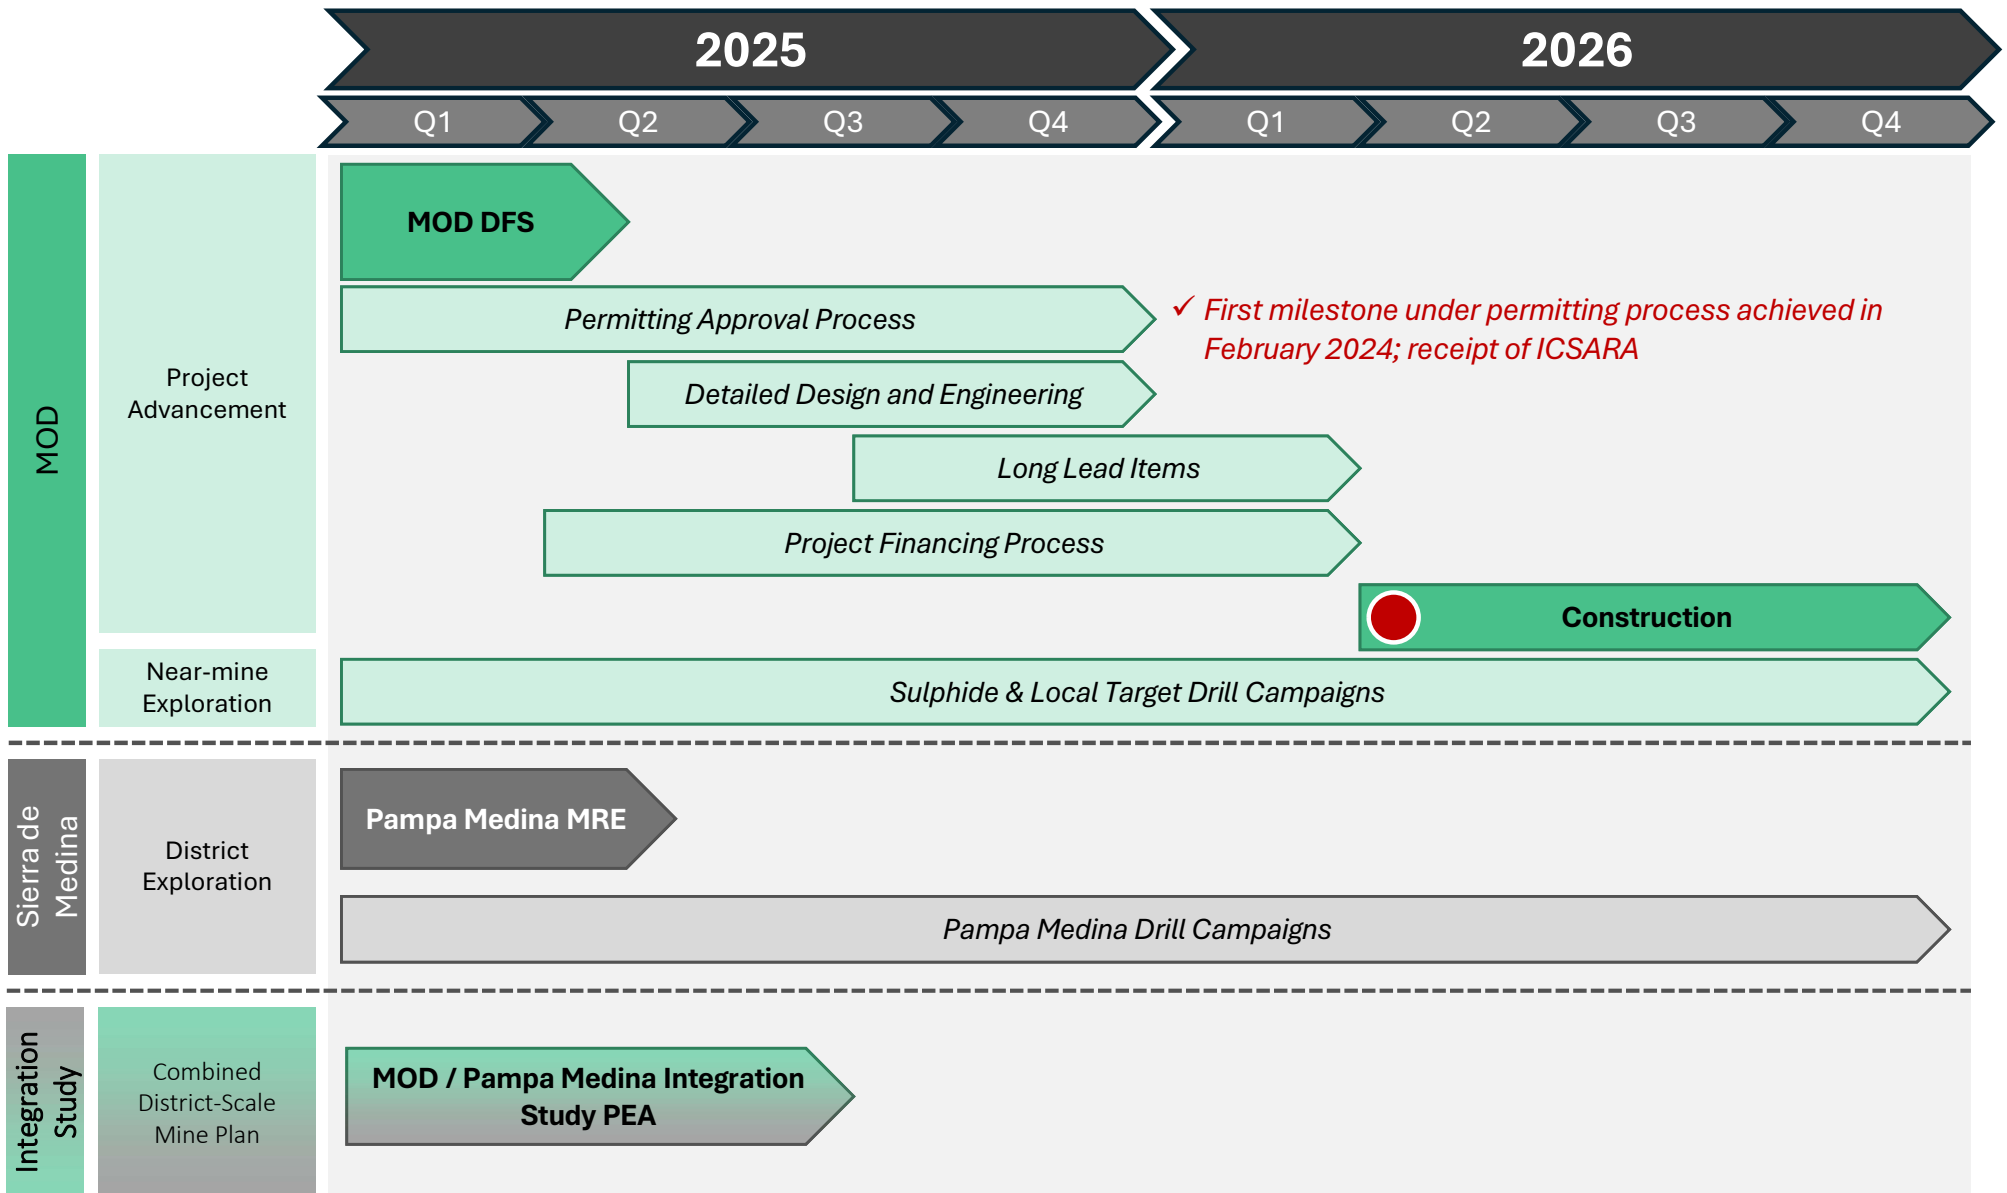 2025
2026
Q1
Q2
Q3
Q4
Q1
Q2
Q3
Q4
MOD
Project
Advancement
MOD DFS
Permitting Approval Process
✓ First milestone under permitting process achieved in
February 2024; receipt of ICSARA
Detailed Design and Engineering
Long Lead Items
Project Financing Process
Construction
Near-mine
Exploration
Sulphide & Local Target Drill Campaigns
Sierra de
Medina
District
Exploration
Pampa Medina MRE
Pampa Medina Drill Campaigns
Integration
Study
Combined
District-Scale
Mine Plan
MOD / Pampa Medina Integration
Study PEA